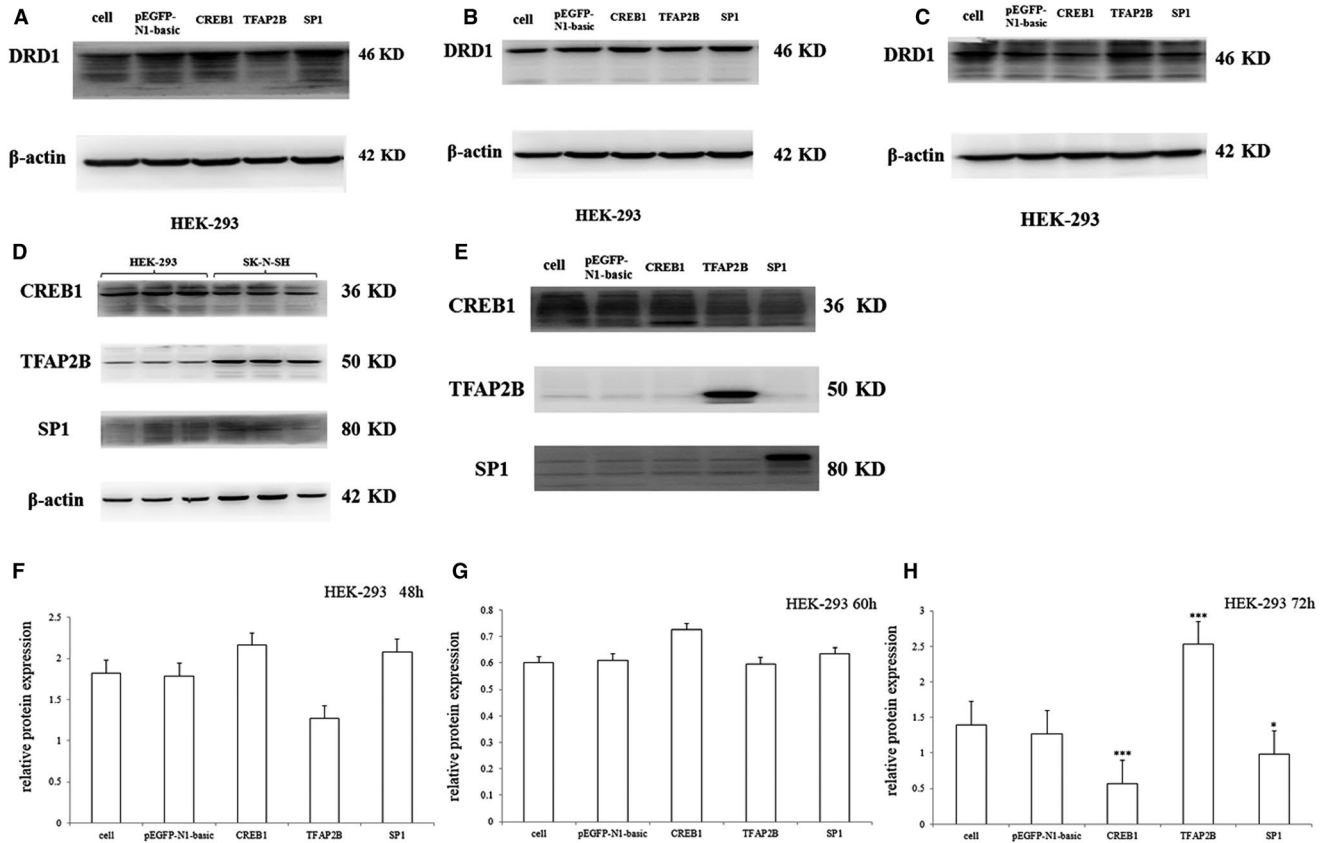 A
cell pEGFP-N1-basic CREB1 TFAP2B SP1
DRD1 46 KD
β-actin 42 KD
HEK-293
B
cell pEGFP-N1-basic CREB1 TFAP2B SP1
DRD1 46 KD
β-actin 42 KD
HEK-293
C
cell pEGFP-N1-basic CREB1 TFAP2B SP1
DRD1 46 KD
β-actin 42 KD
HEK-293
D
HEK-293 SK-N-SH
CREB1 36 KD
TFAP2B 50 KD
SP1 80 KD
β-actin 42 KD
E
cell pEGFP-N1-basic CREB1 TFAP2B SP1
CREB1 36 KD
TFAP2B 50 KD
SP1 80 KD
F
HEK-293 48h
relative protein expression
2.5
2
1.5
1
0.5
0
cell pEGFP-N1-basic CREB1 TFAP2B SP1
G
HEK-293 60h
relative protein expression
0.8
0.7
0.6
0.5
0.4
0.3
0.2
0.1
0
cell pEGFP-N1-basic CREB1 TFAP2B SP1
H
HEK-293 72h
relative protein expression
3
2.5
2
1.5
1
0.5
0
***
***
*
cell pEGFP-N1-basic CREB1 TFAP2B SP1